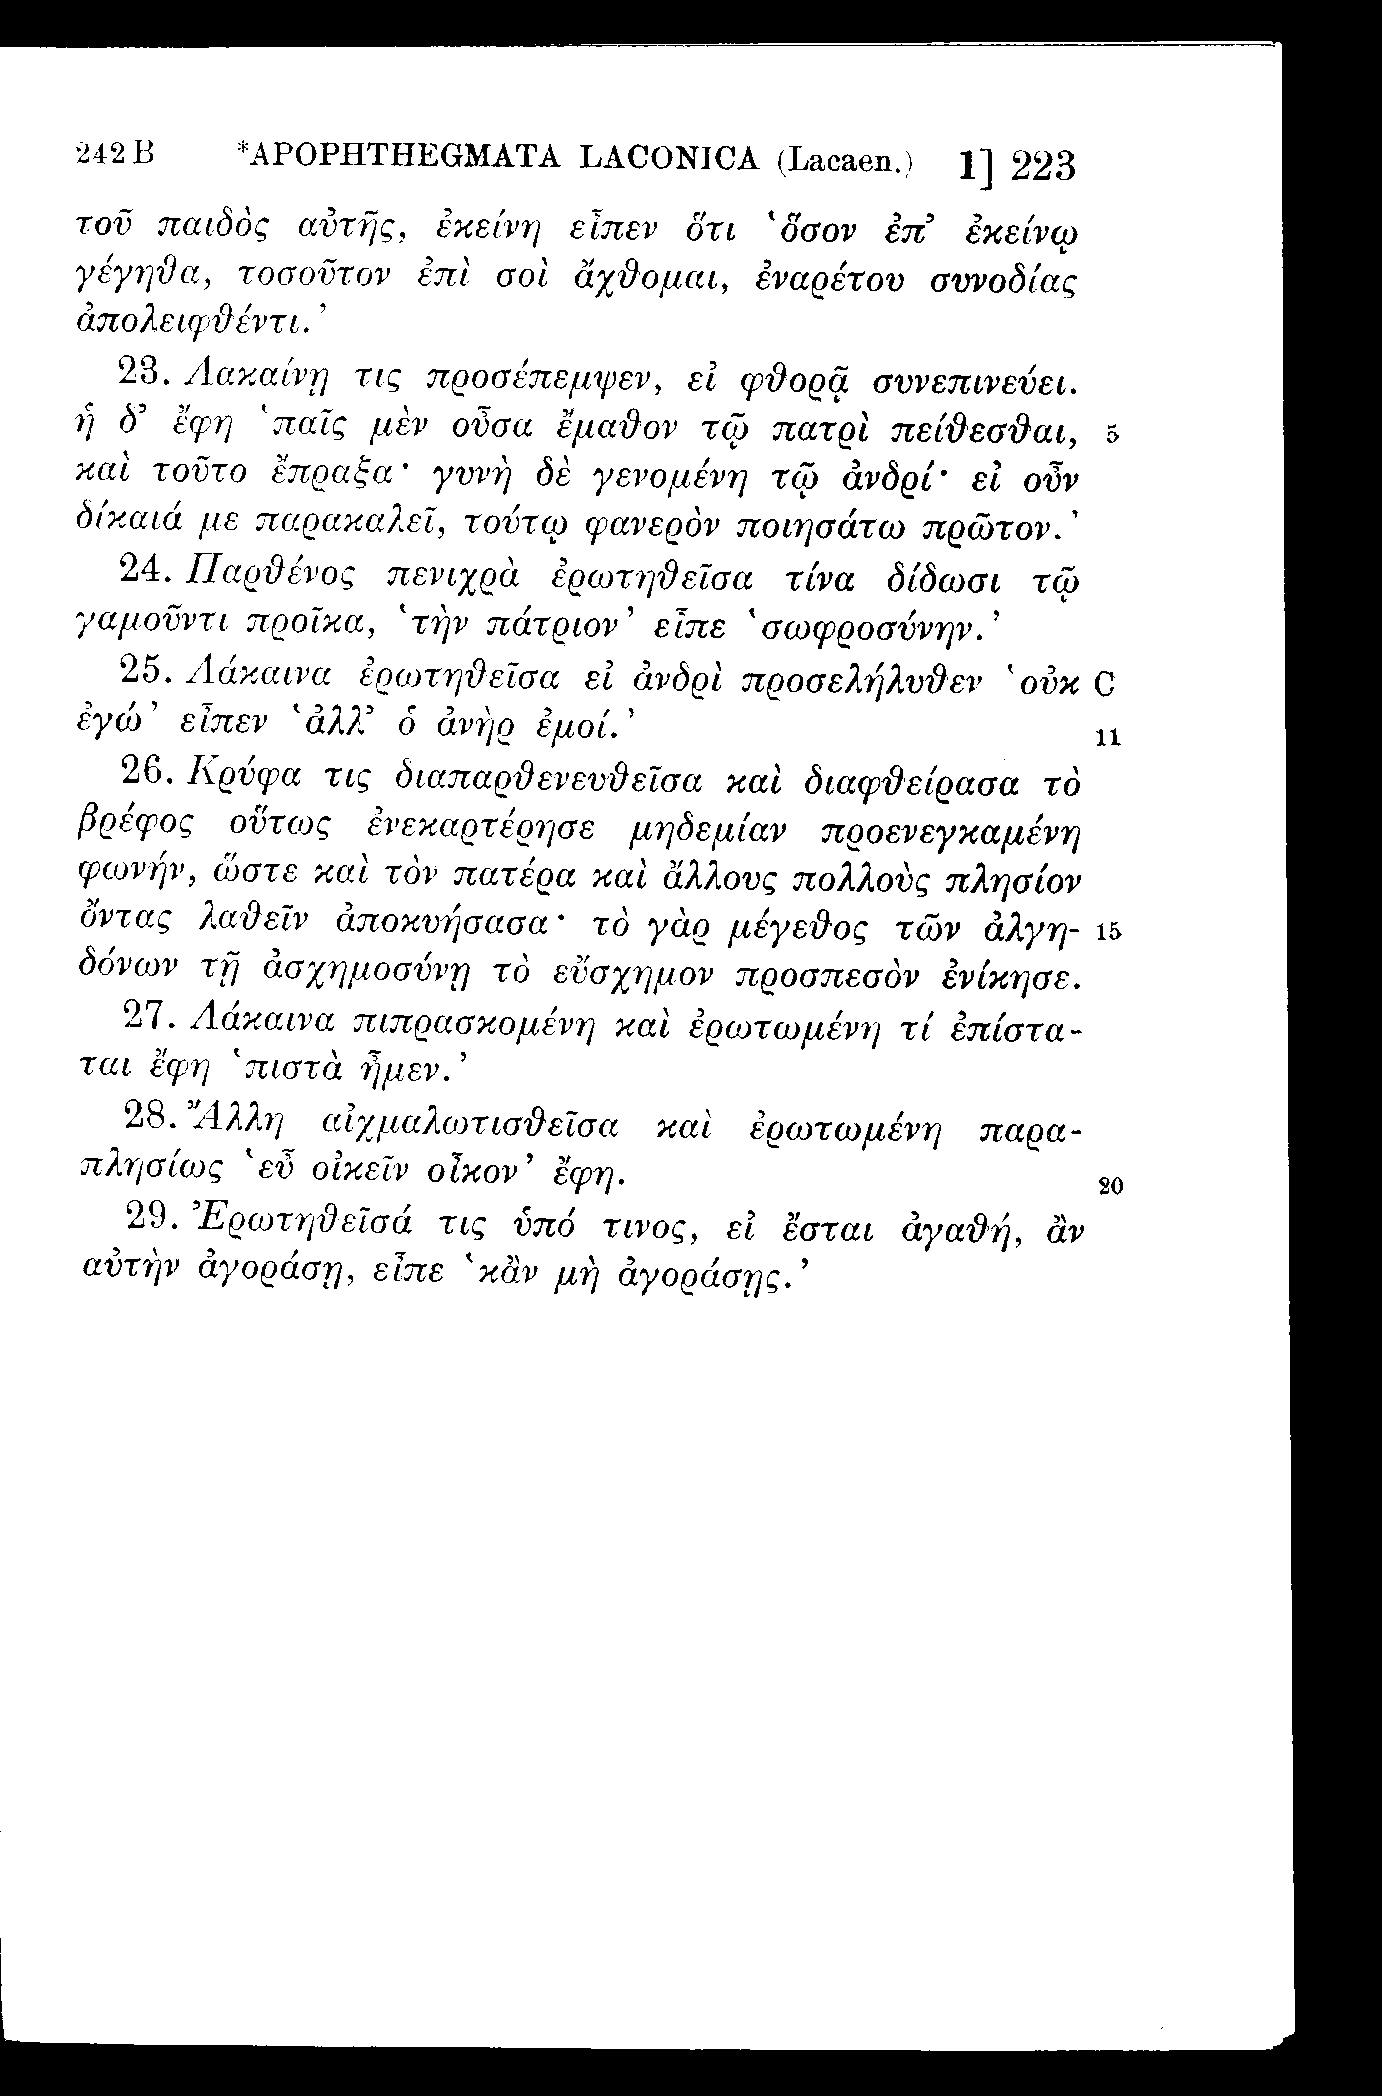 242 B *APOPHTHEGMATA LACONICA (Lacaen.) 1] 223
τοῦ παιδὸς αὐτῆς, ἐκείνη εἶπεν ὅτι ‘ὅσον ἐπ’ ἐκείνῳ
γέγηθα, τοσοῦτον ἐπὶ σοὶ ἄχθομαι, ἐναρέτου συνοδίας
ἀπολειφθέντι.’
23. Λακαίνῃ τις προσέπεμψεν, εἰ φθορᾷ συνεπινεύει.
ἡ δ’ ἔφη ‘παῖς μὲν οὖσα ἔμαθον τῷ πατρὶ πείθεσθαι, 5
καὶ τοῦτο ἔπραξα· γυνὴ δὲ γενομένη τῷ ἀνδρί· εἰ οὖν
δίκαιά με παρακαλεῖ, τούτῳ φανερὸν ποιησάτω πρῶτον.’
24. Παρθένος πενιχρὰ ἐρωτηθεῖσα τίνα δίδωσι τῷ
γαμοῦντι προῖκα, ‘τὴν πάτριον’ εἶπε ‘σωφροσύνην.’
25. Λάκαινα ἐρωτηθεῖσα εἰ ἀνδρὶ προσελήλυθεν ‘οὐκ C
ἐγώ’ εἶπεν ‘ἀλλ’ ὁ ἀνὴρ ἐμοί.’ 11
26. Κρύφα τις διαπαρθενευθεῖσα καὶ διαφθείρασα τὸ
βρέφος οὕτως ἐνεκαρτέρησε μηδεμίαν προενεγκαμένη
φωνήν, ὥστε καὶ τὸν πατέρα καὶ ἄλλους πολλοὺς πλησίον
ὄντας λαθεῖν ἀποκυήσασα· τὸ γὰρ μέγεθος τῶν ἀλγη- 15
δόνων τῇ ἀσχημοσύνῃ τὸ εὔσχημον προσπεσὸν ἐνίκησε.
27. Λάκαινα πιπρασκομένη καὶ ἐρωτωμένη τί ἐπίστα-
ται ἔφη ‘πιστὰ ἦμεν.’
28. Ἄλλη αἰχμαλωτισθεῖσα καὶ ἐρωτωμένη παρα-
πλησίως ‘εὖ οἰκεῖν οἶκον’ ἔφη. 20
29. Ἐρωτηθεῖσά τις ὑπό τινος, εἰ ἔσται ἀγαθή, ἂν
αὐτὴν ἀγοράσῃ, εἶπε ‘κἂν μὴ ἀγοράσῃς.’